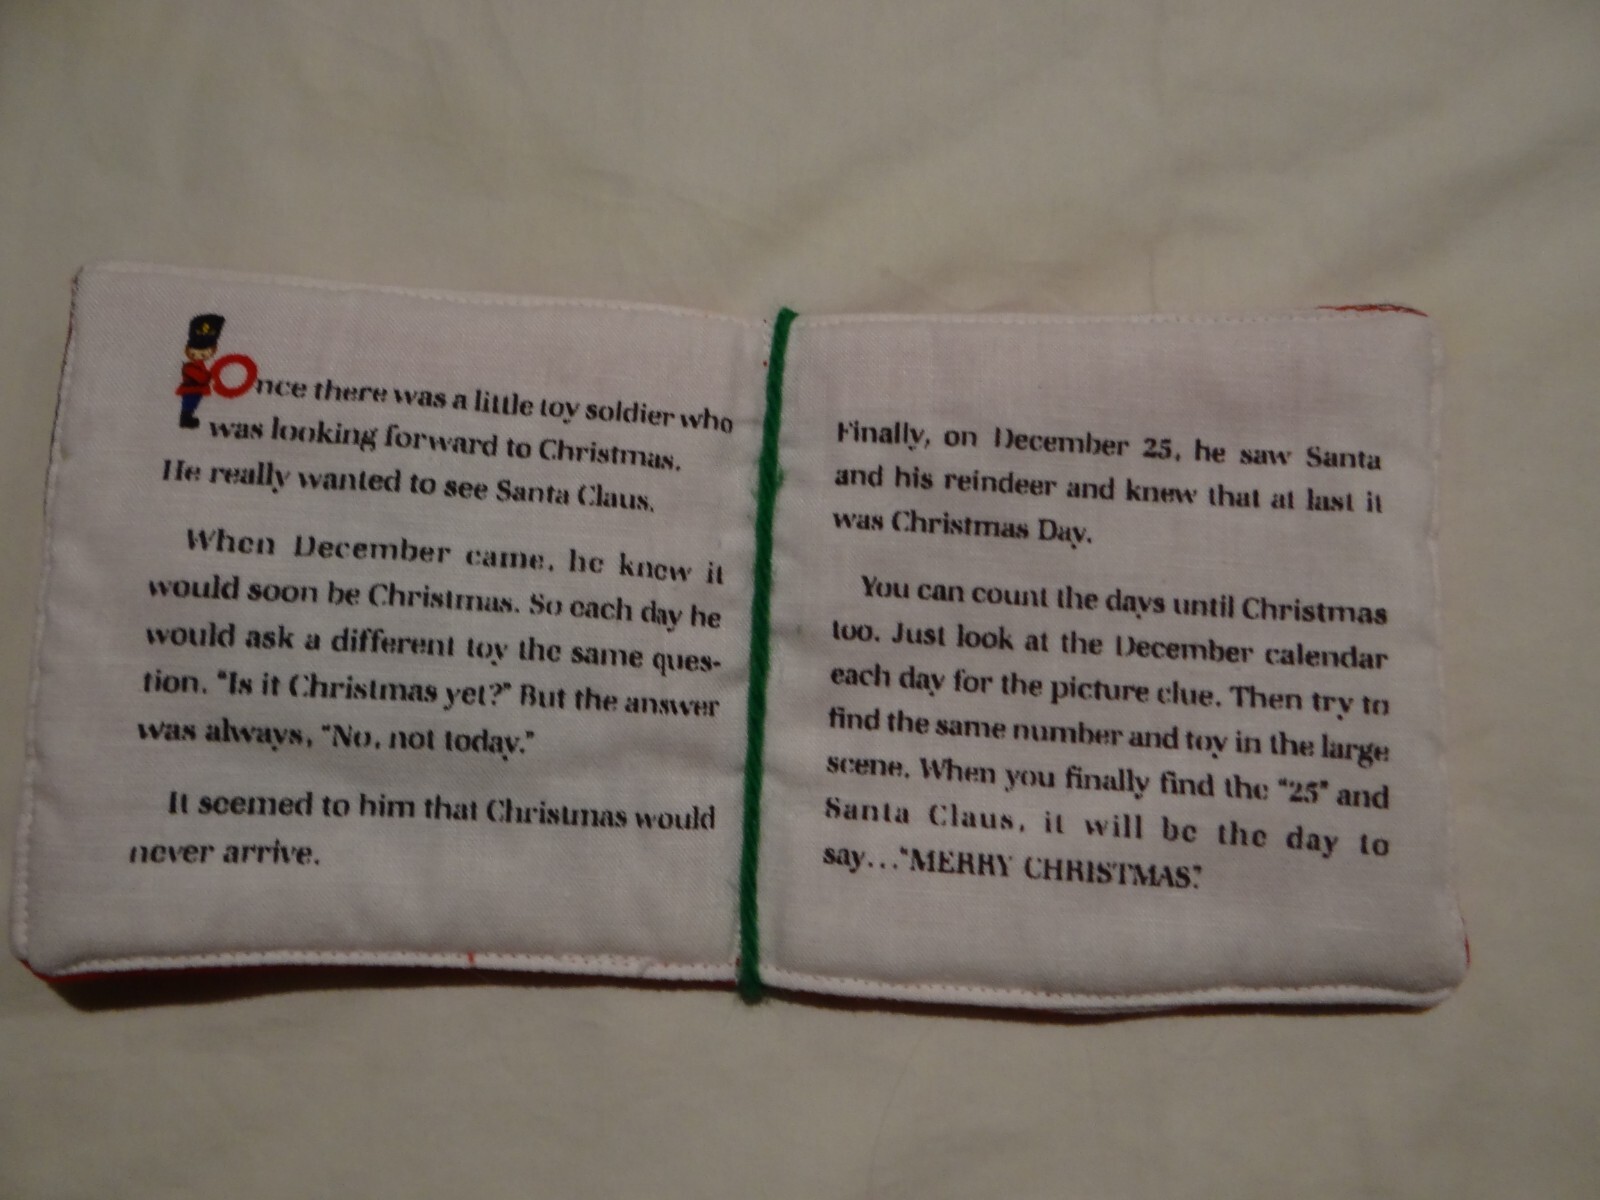 Once there was a little toy soldier who
was looking forward to Christmas.
He really wanted to see Santa Claus.
When December came, he knew it
would soon be Christmas. So each day he
would ask a different toy the same ques-
tion, "Is it Christmas yet?" But the answer
was always, "No, not today."
It seemed to him that Christmas would
never arrive.
Finally, on December 25, he saw Santa
and his reindeer and knew that at last it
was Christmas Day.
You can count the days until Christmas
too. Just look at the December calendar
each day for the picture clue. Then try to
find the same number and toy in the large
scene. When you finally find the "25" and
Santa Claus, it will be the day to
say..."MERRY CHRISTMAS."